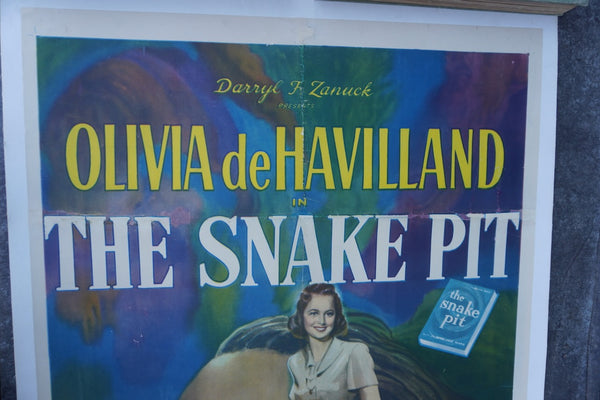 Darryl F. Zanuck
PRESENTS
OLIVIA deHAVILLAND
IN
THE SNAKE PIT
the
snake
pit